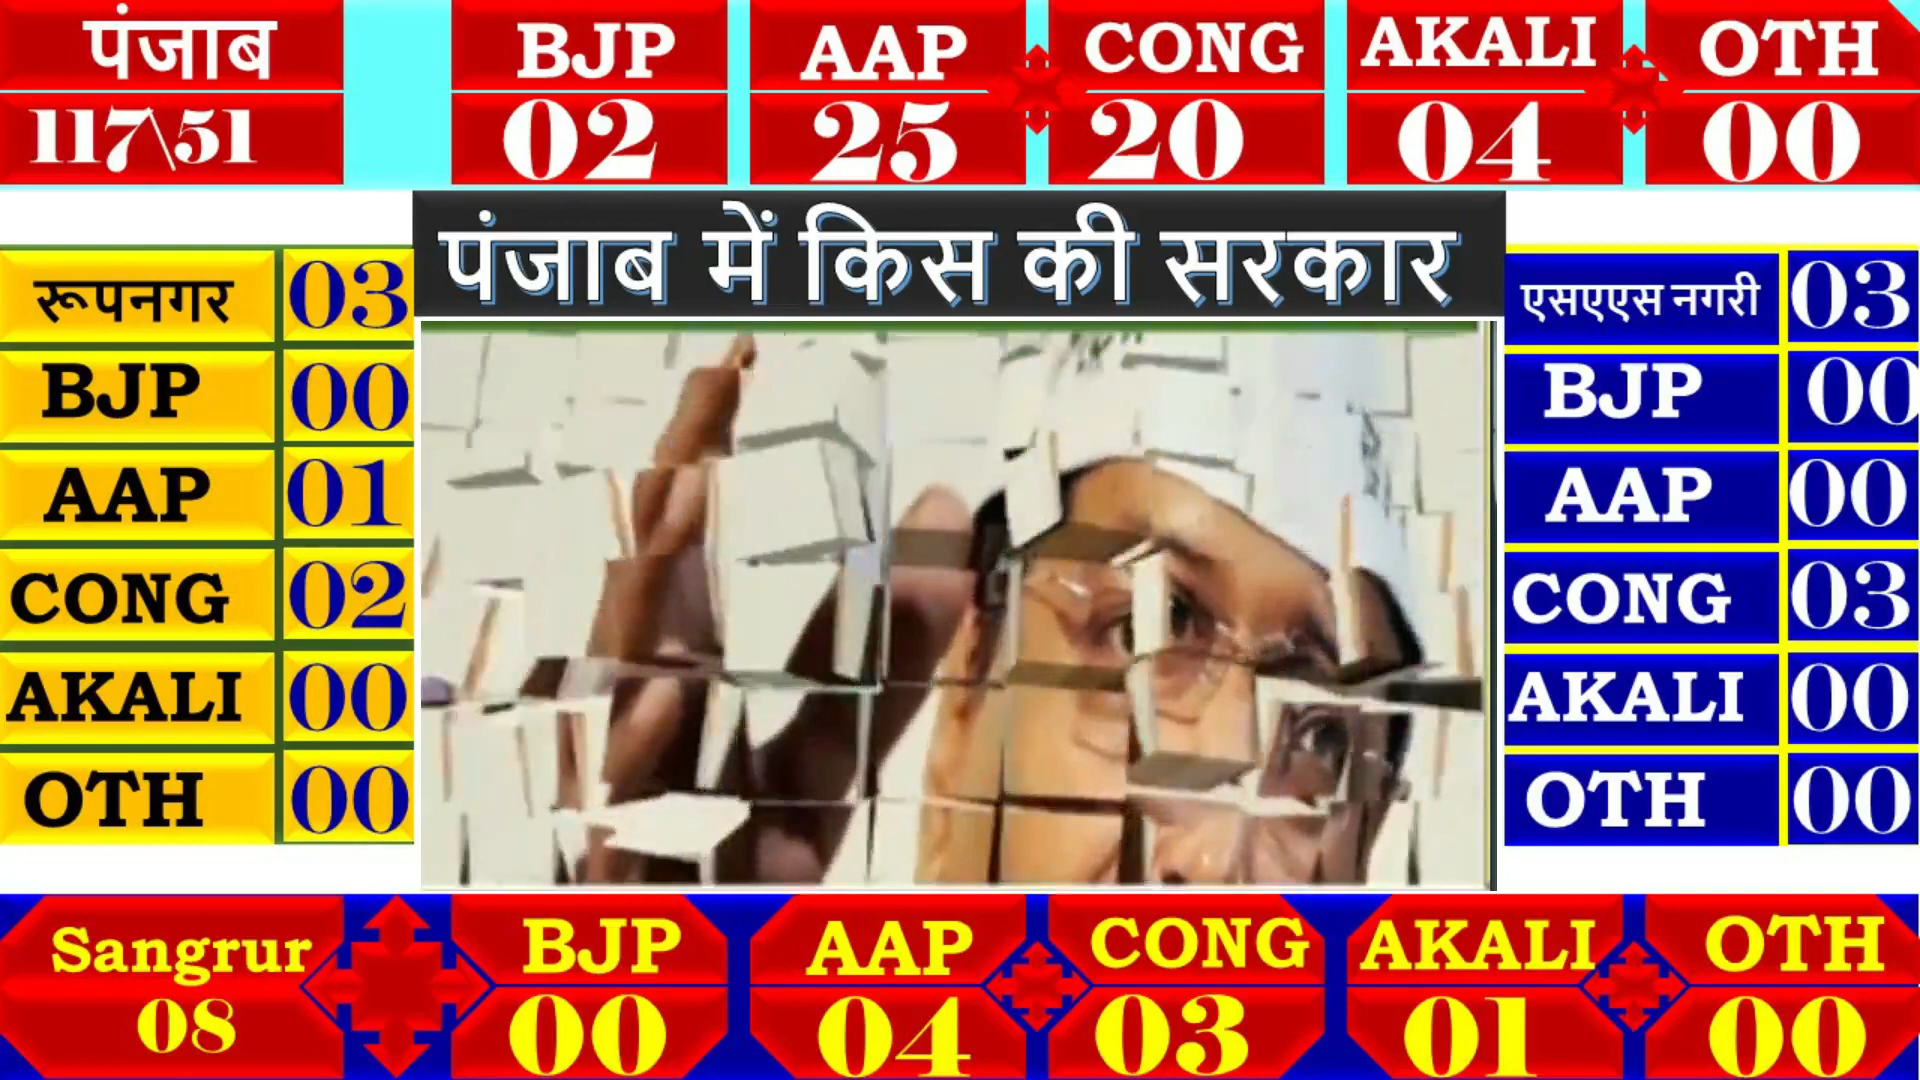 पंजाब BJP AAP CONG AKALI OTH
117\51 02 25 20 04 00
पंजाब में किस की सरकार
रूपनगर 03
BJP 00
AAP 01
CONG 02
AKALI 00
OTH 00
एसएएस नगरी 03
BJP 00
AAP 00
CONG 03
AKALI 00
OTH 00
Sangrur BJP AAP CONG AKALI OTH
08 00 04 03 01 00